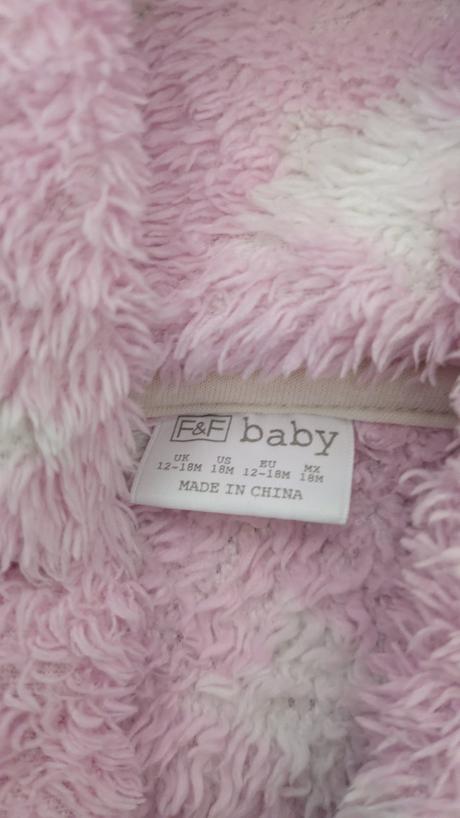 F&F baby
UK US EU MX
12-18M 18M 12-18M 18M
MADE IN CHINA